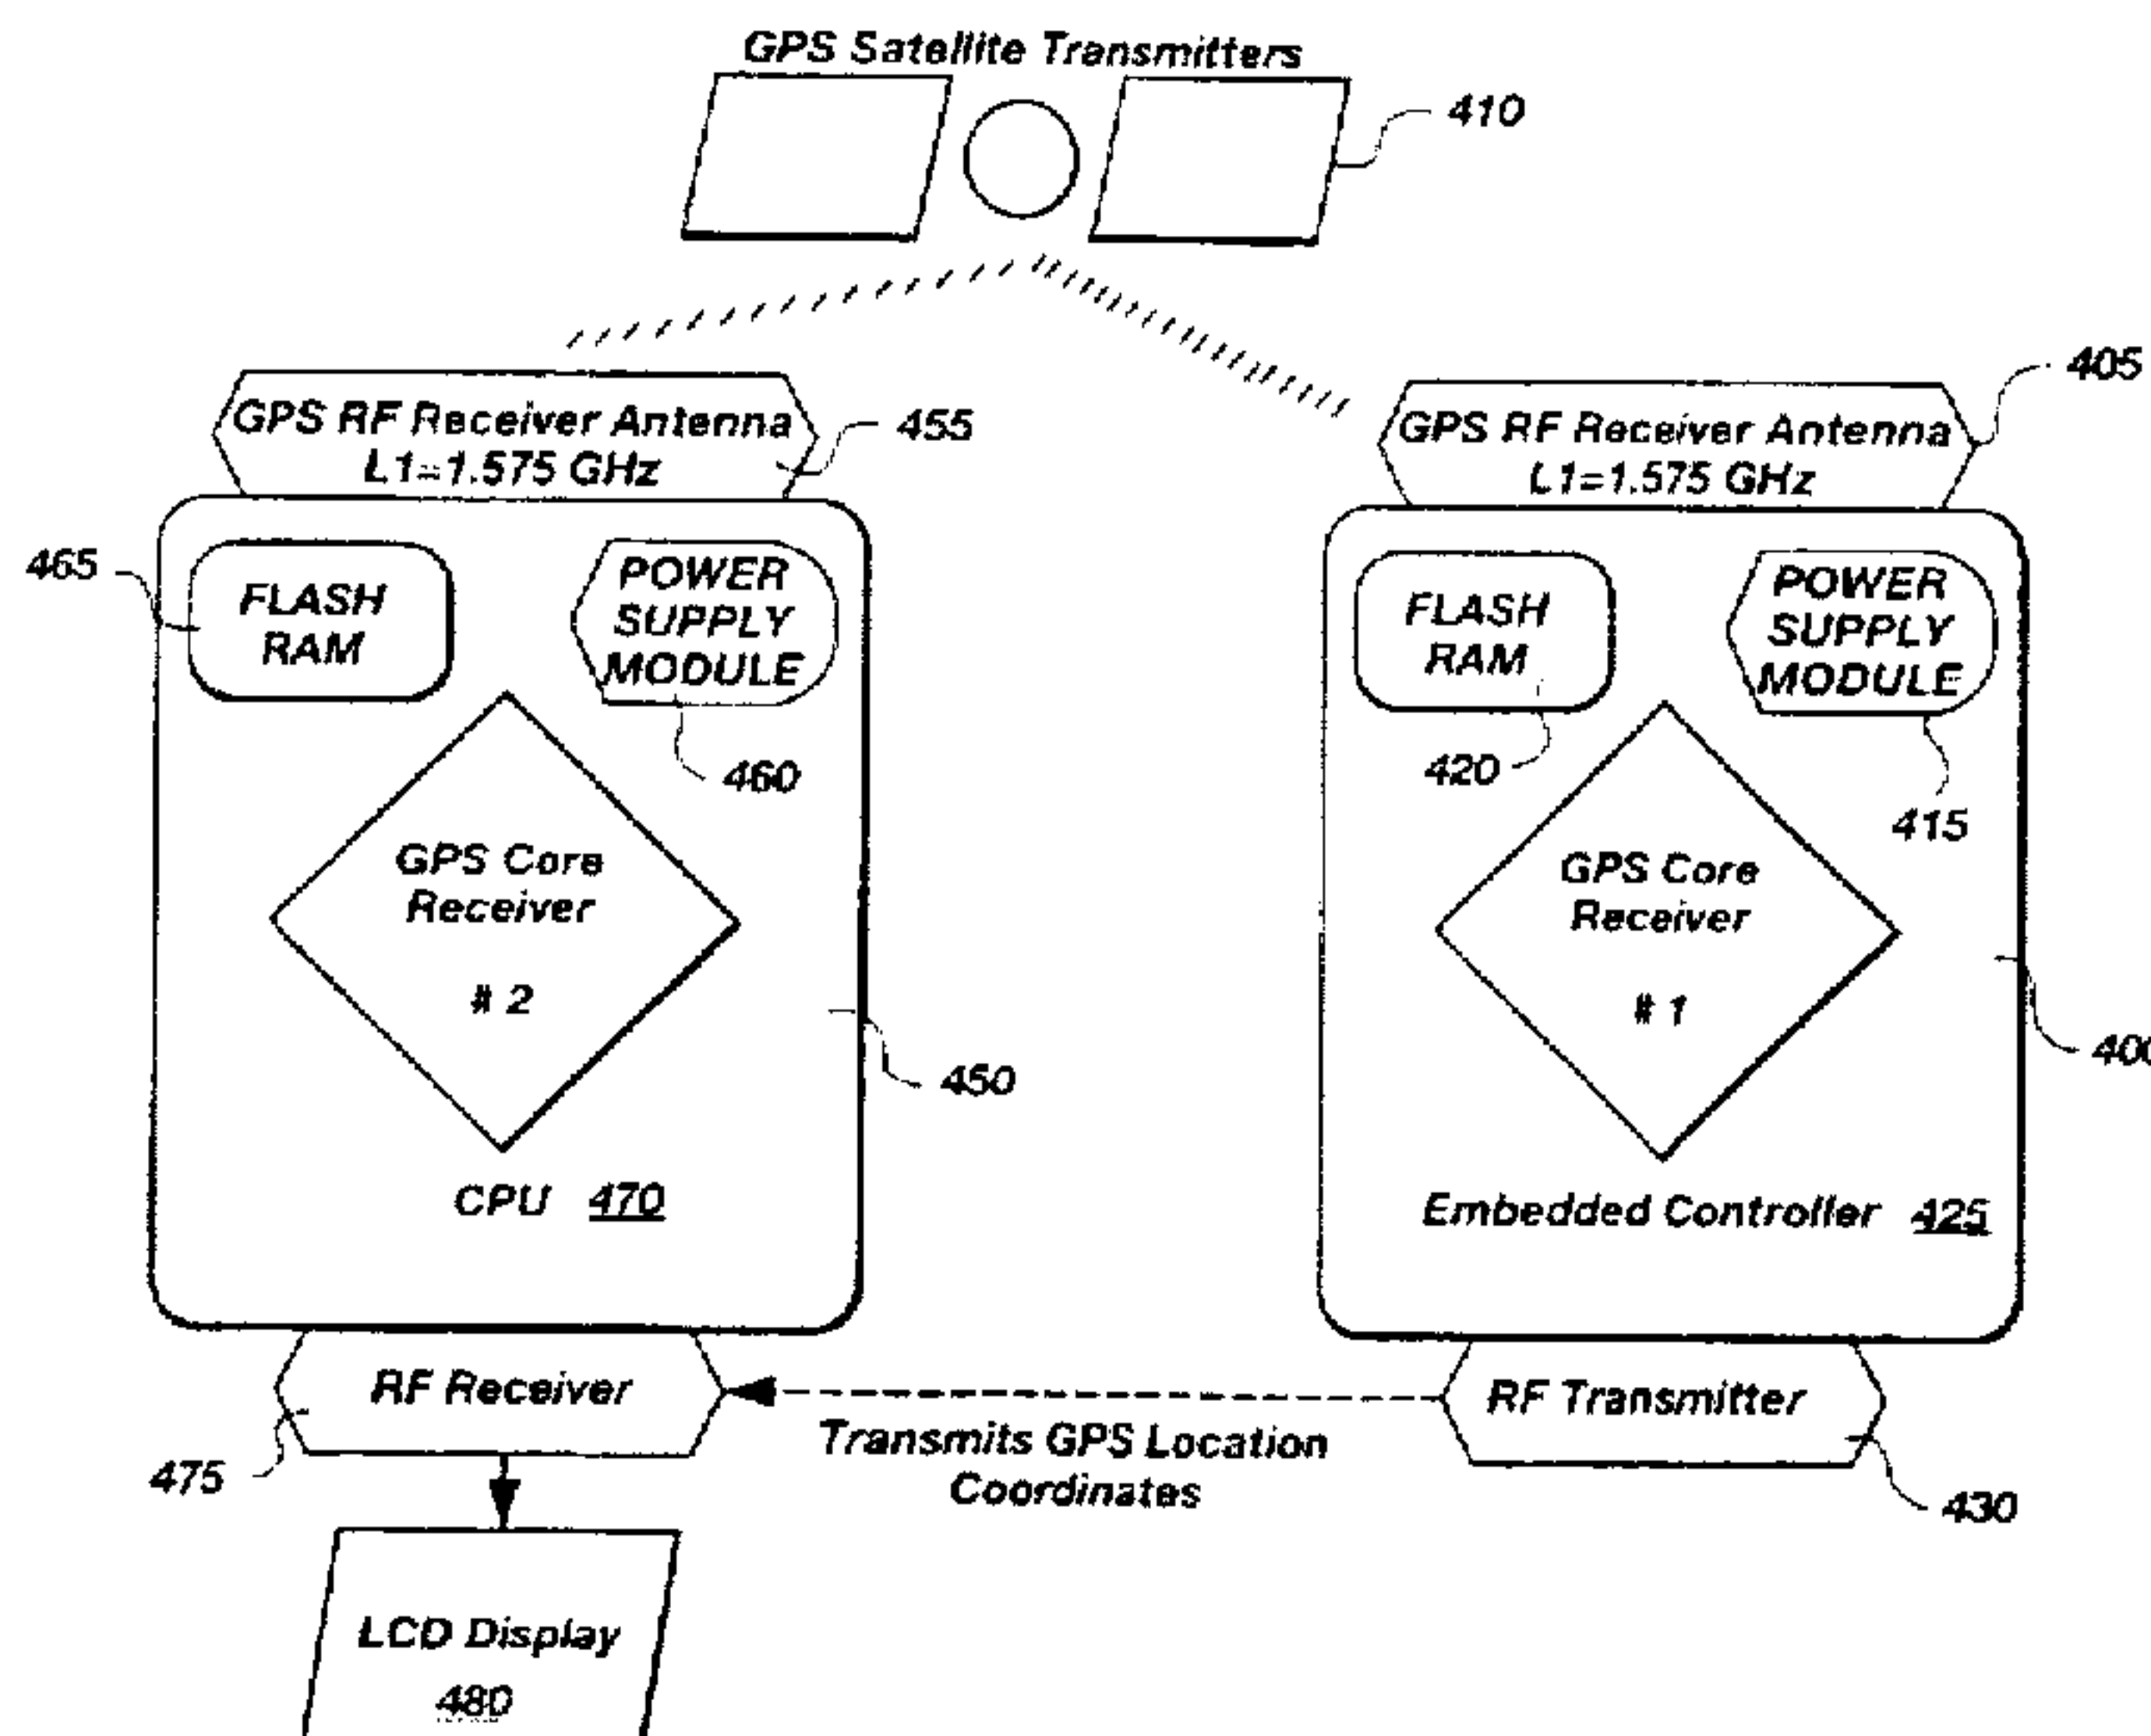 GPS Satellite Transmitters
410
405
GPS RF Receiver Antenna
L1=1.575 GHz
455
GPS RF Receiver Antenna
L1=1.575 GHz
465
FLASH
RAM
POWER
SUPPLY
MODULE
460
FLASH
RAM
420
POWER
SUPPLY
MODULE
415
GPS Core
Receiver
# 2
450
GPS Core
Receiver
# 1
400
CPU 470
Embedded Controller 425
RF Receiver
475
RF Transmitter
430
Transmits GPS Location
Coordinates
LCD Display
480